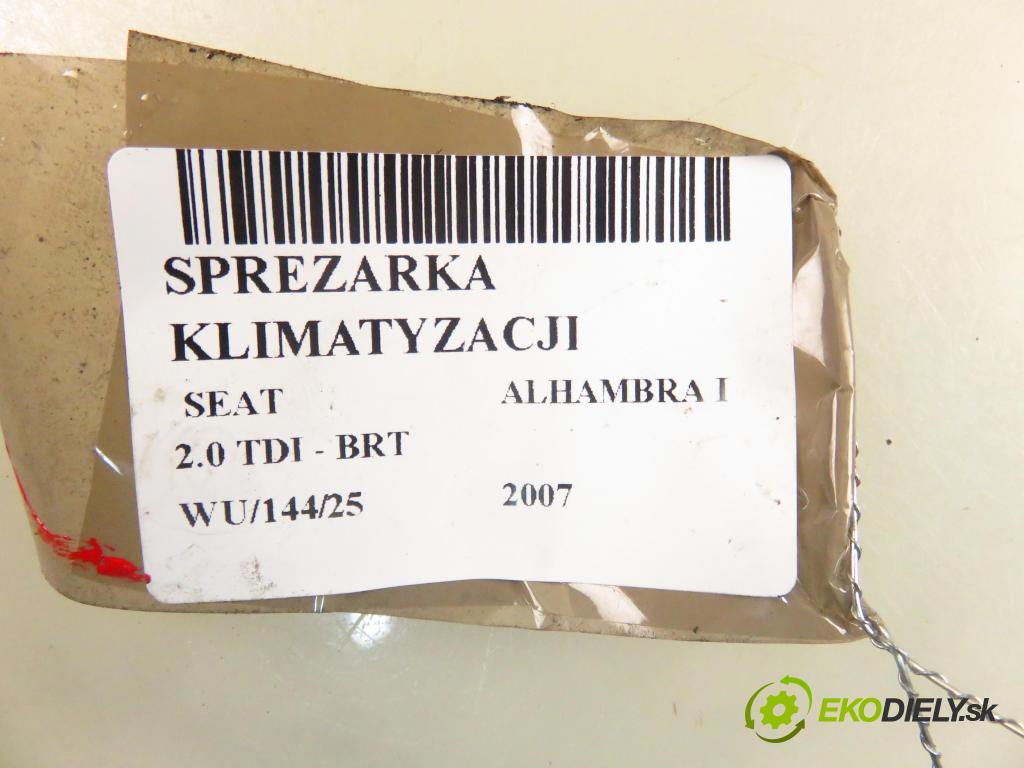 SPREZARKA
KLIMATYZACJI
SEAT ALHAMBRA I
2.0 TDI - BRT
WU/144/25 2007
EKODIELY.sk